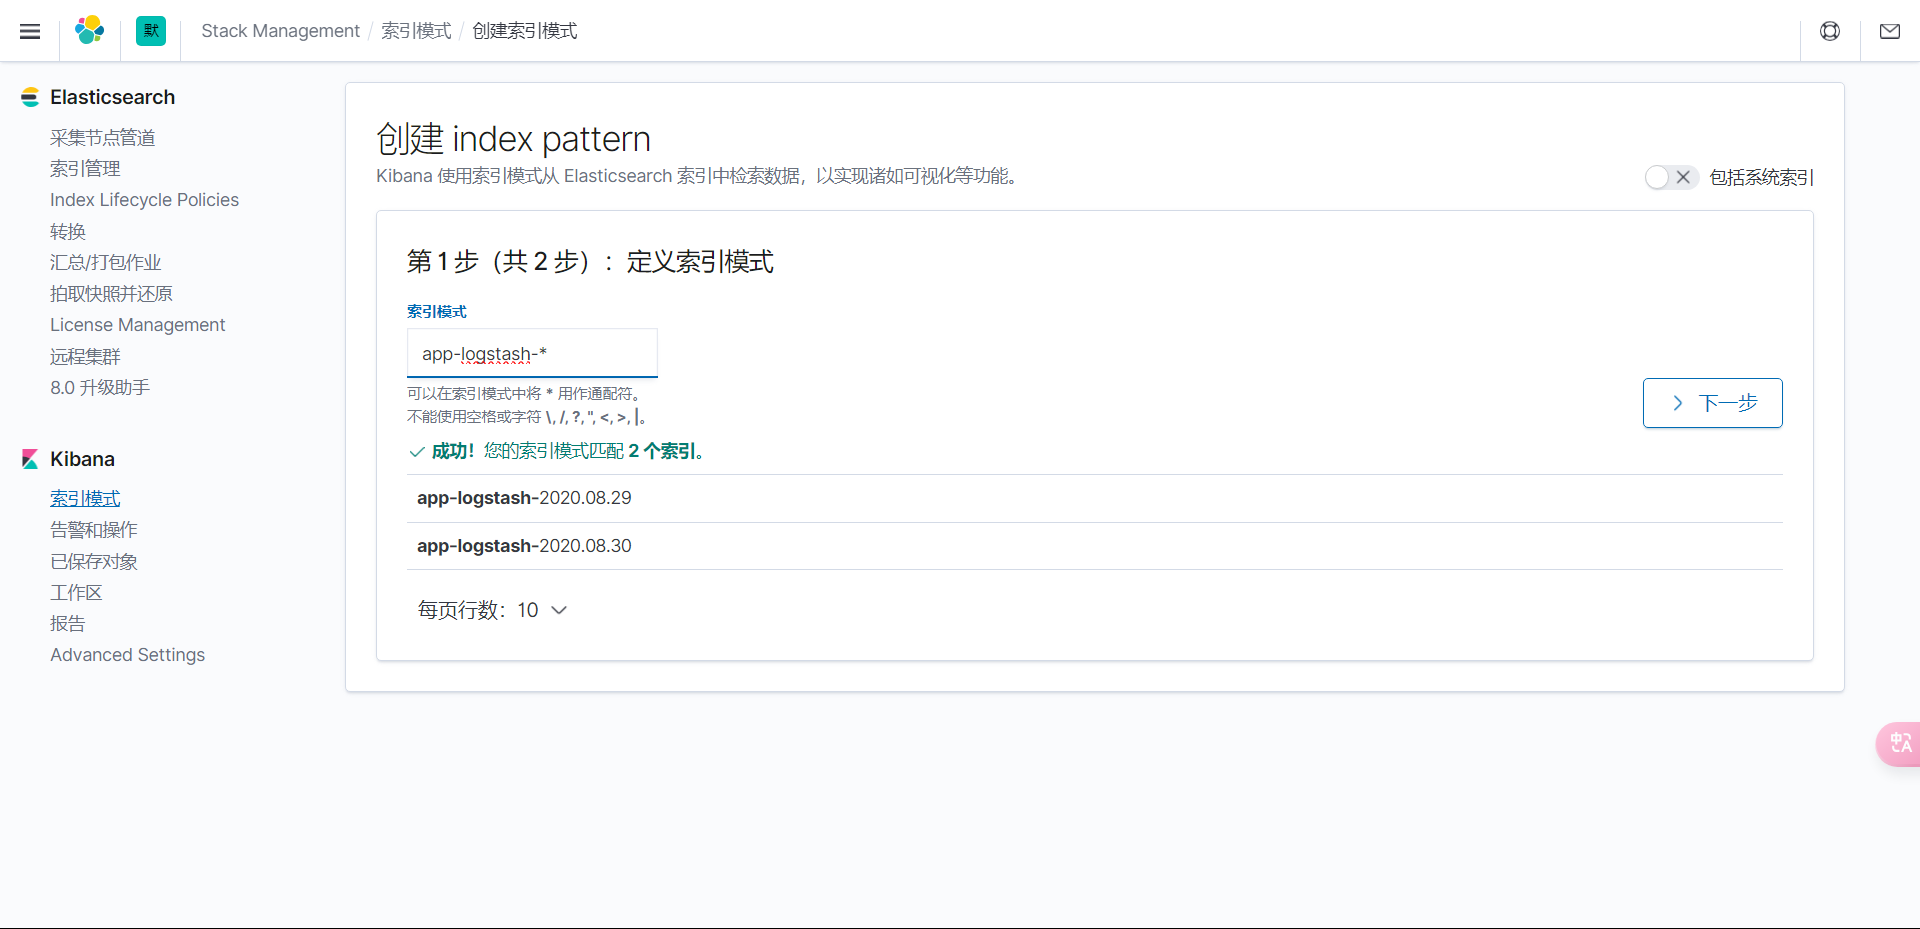 默
Stack Management / 索引模式 / 创建索引模式
Elasticsearch
采集节点管道
索引管理
Index Lifecycle Policies
转换
汇总/打包作业
拍取快照并还原
License Management
远程集群
8.0 升级助手
Kibana
索引模式
告警和操作
已保存对象
工作区
报告
Advanced Settings
创建 index pattern
Kibana 使用索引模式从 Elasticsearch 索引中检索数据，以实现诸如可视化等功能。
包括系统索引
第 1 步（共 2 步）：定义索引模式
索引模式
app-logstash-*
可以在索引模式中将 * 用作通配符。
不能使用空格或字符 \, /, ?, ", <, >, |。
下一步
成功！您的索引模式匹配 2 个索引。
app-logstash-2020.08.29
app-logstash-2020.08.30
每页行数：10
中A